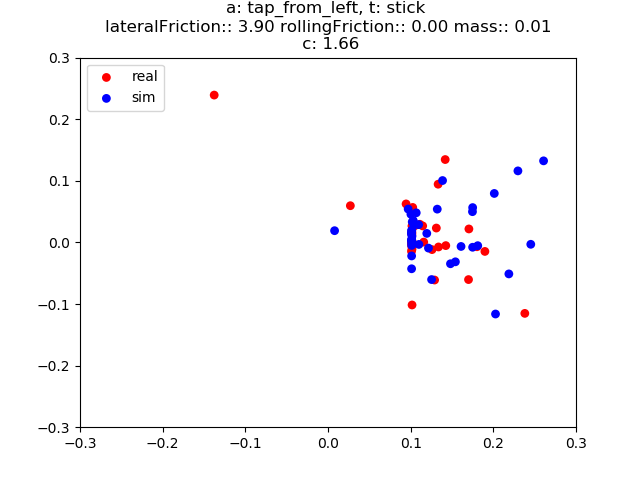 a: tap_from_left, t: stick
lateralFriction:: 3.90 rollingFriction:: 0.00 mass:: 0.01
c: 1.66
real
sim
0.3
0.2
0.1
0.0
−0.1
−0.2
−0.3
−0.3
−0.2
−0.1
0.0
0.1
0.2
0.3